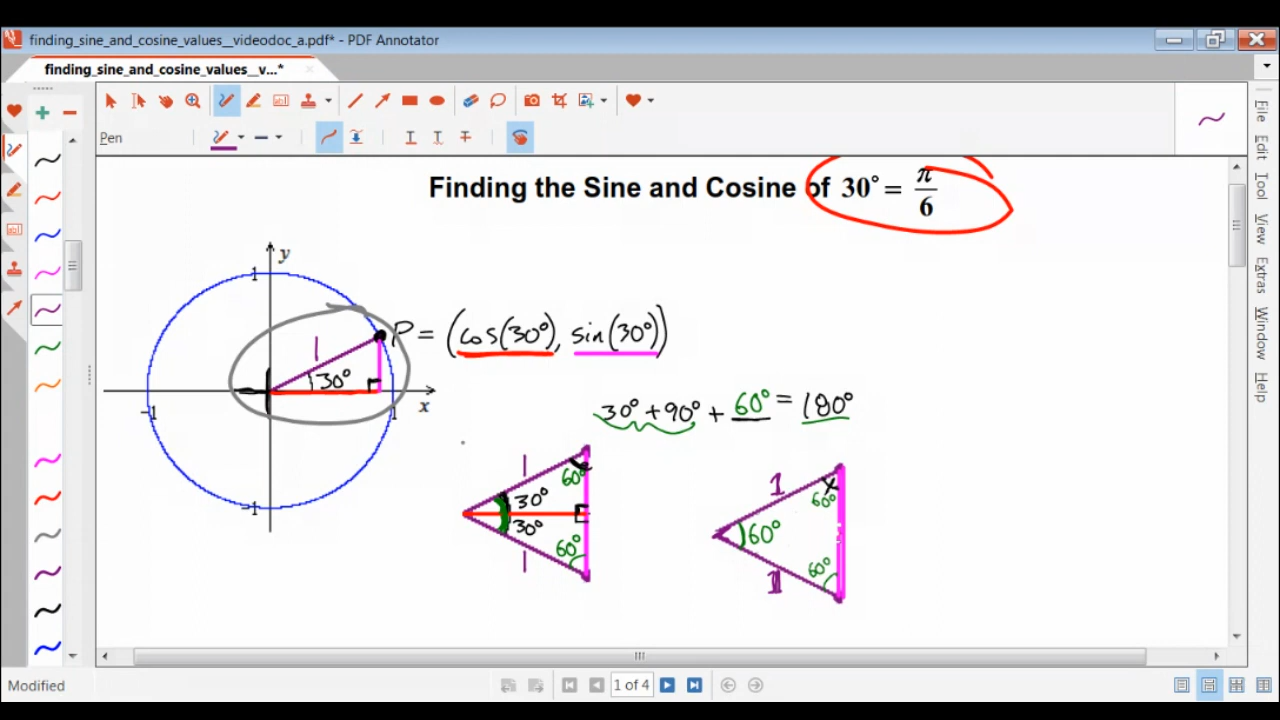 finding_sine_and_cosine_values__videodoc_a.pdf* - PDF Annotator
finding_sine_and_cosine_values__v...*
Pen
File
Edit
Tool
View
Extras
Window
Help
Finding the Sine and Cosine of 30° = π/6
y
1
P = (cos(30°), sin(30°))
1
30°
-1
1
x
-1
30° + 90° + 60° = 180°
1
60°
30°
30°
60°
1
1
60°
60°
60°
1
Modified
1 of 4